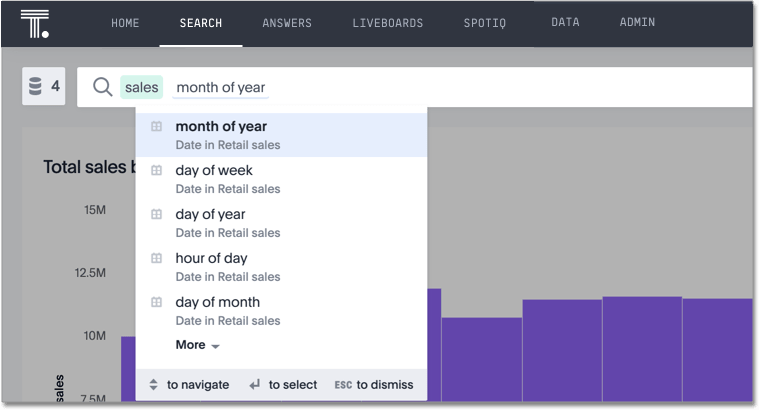 T.
HOME SEARCH ANSWERS LIVEBOARDS SPOTIQ DATA ADMIN
4 sales month of year
month of year
Date in Retail sales
day of week
Date in Retail sales
day of year
Date in Retail sales
hour of day
Date in Retail sales
day of month
Date in Retail sales
More
to navigate to select ESC to dismiss
Total sales
15M
12.5M
10M
7.5M
sales